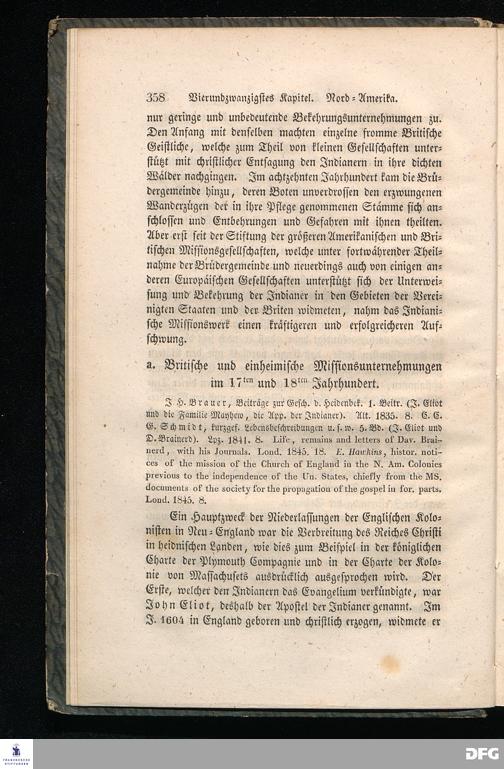 358 Vierundzwanzigstes Kapitel. Nord-Amerika.
nur geringe und unbedeutende Bekehrungsunternehmungen zu.
Den Anfang mit denselben machten einzelne fromme Britische
Geistliche, welche zum Theil von kleinen Gesellschaften unter-
stützt mit christlicher Entsagung den Indianern in ihre dichten
Wälder nachgingen. Im achtzehnten Jahrhundert kam die Brü-
dergemeinde hinzu, deren Boten unverdrossen den erzwungenen
Wanderzügen der in ihre Pflege genommenen Stämme sich an-
schlossen und Entbehrungen und Gefahren mit ihnen theilten.
Aber erst seit der Stiftung der größeren Amerikanischen und Bri-
tischen Missionsgesellschaften, welche unter fortwährender Theil-
nahme der Brüdergemeinde und neuerdings auch von einigen an-
deren Europäischen Gesellschaften unterstützt sich der Unterwei-
sung und Bekehrung der Indianer in den Gebieten der Verei-
nigten Staaten und der Briten widmeten, nahm das Indiani-
sche Missionswerk einen kräftigeren und erfolgreicheren Auf-
schwung.
a. Britische und einheimische Missionsunternehmungen
im 17ten und 18ten Jahrhundert.
J. H. Brauer, Beiträge zur Gesch. d. Heidenbek. 1. Beitr. (J. Eliot
und die Familie Mayhew, die App. der Indianer). Alt. 1835. 8. C. C.
G. Schmidt, kurzgef. Lebensbeschreibungen u. s. w. 5. Bd. (J. Eliot und
D. Brainerd). Lpz. 1841. 8. Life, remains and letters of Dav. Brai-
nerd, with his Journals. Lond. 1845. 18. E. Hawkins, histor. noti-
ces of the mission of the Church of England in the N. Am. Colonies
previous to the independence of the Un. States, chiefly from the MS.
documents of the society for the propagation of the gospel in for. parts.
Lond. 1845. 8.
Ein Hauptzweck der Niederlassungen der Englischen Kolo-
nisten in Neu-England war die Verbreitung des Reiches Christi
in heidnischen Landen, wie dies zum Beispiel in der königlichen
Charte der Plymouth Compagnie und in der Charte der Kolo-
nie von Massachusets ausdrücklich ausgesprochen wird. Der
Erste, welcher den Indianern das Evangelium verkündigte, war
John Eliot, deshalb der Apostel der Indianer genannt. Im
J. 1604 in England geboren und christlich erzogen, widmete er
FRANCKESCHE
STIFTUNGEN
DFG